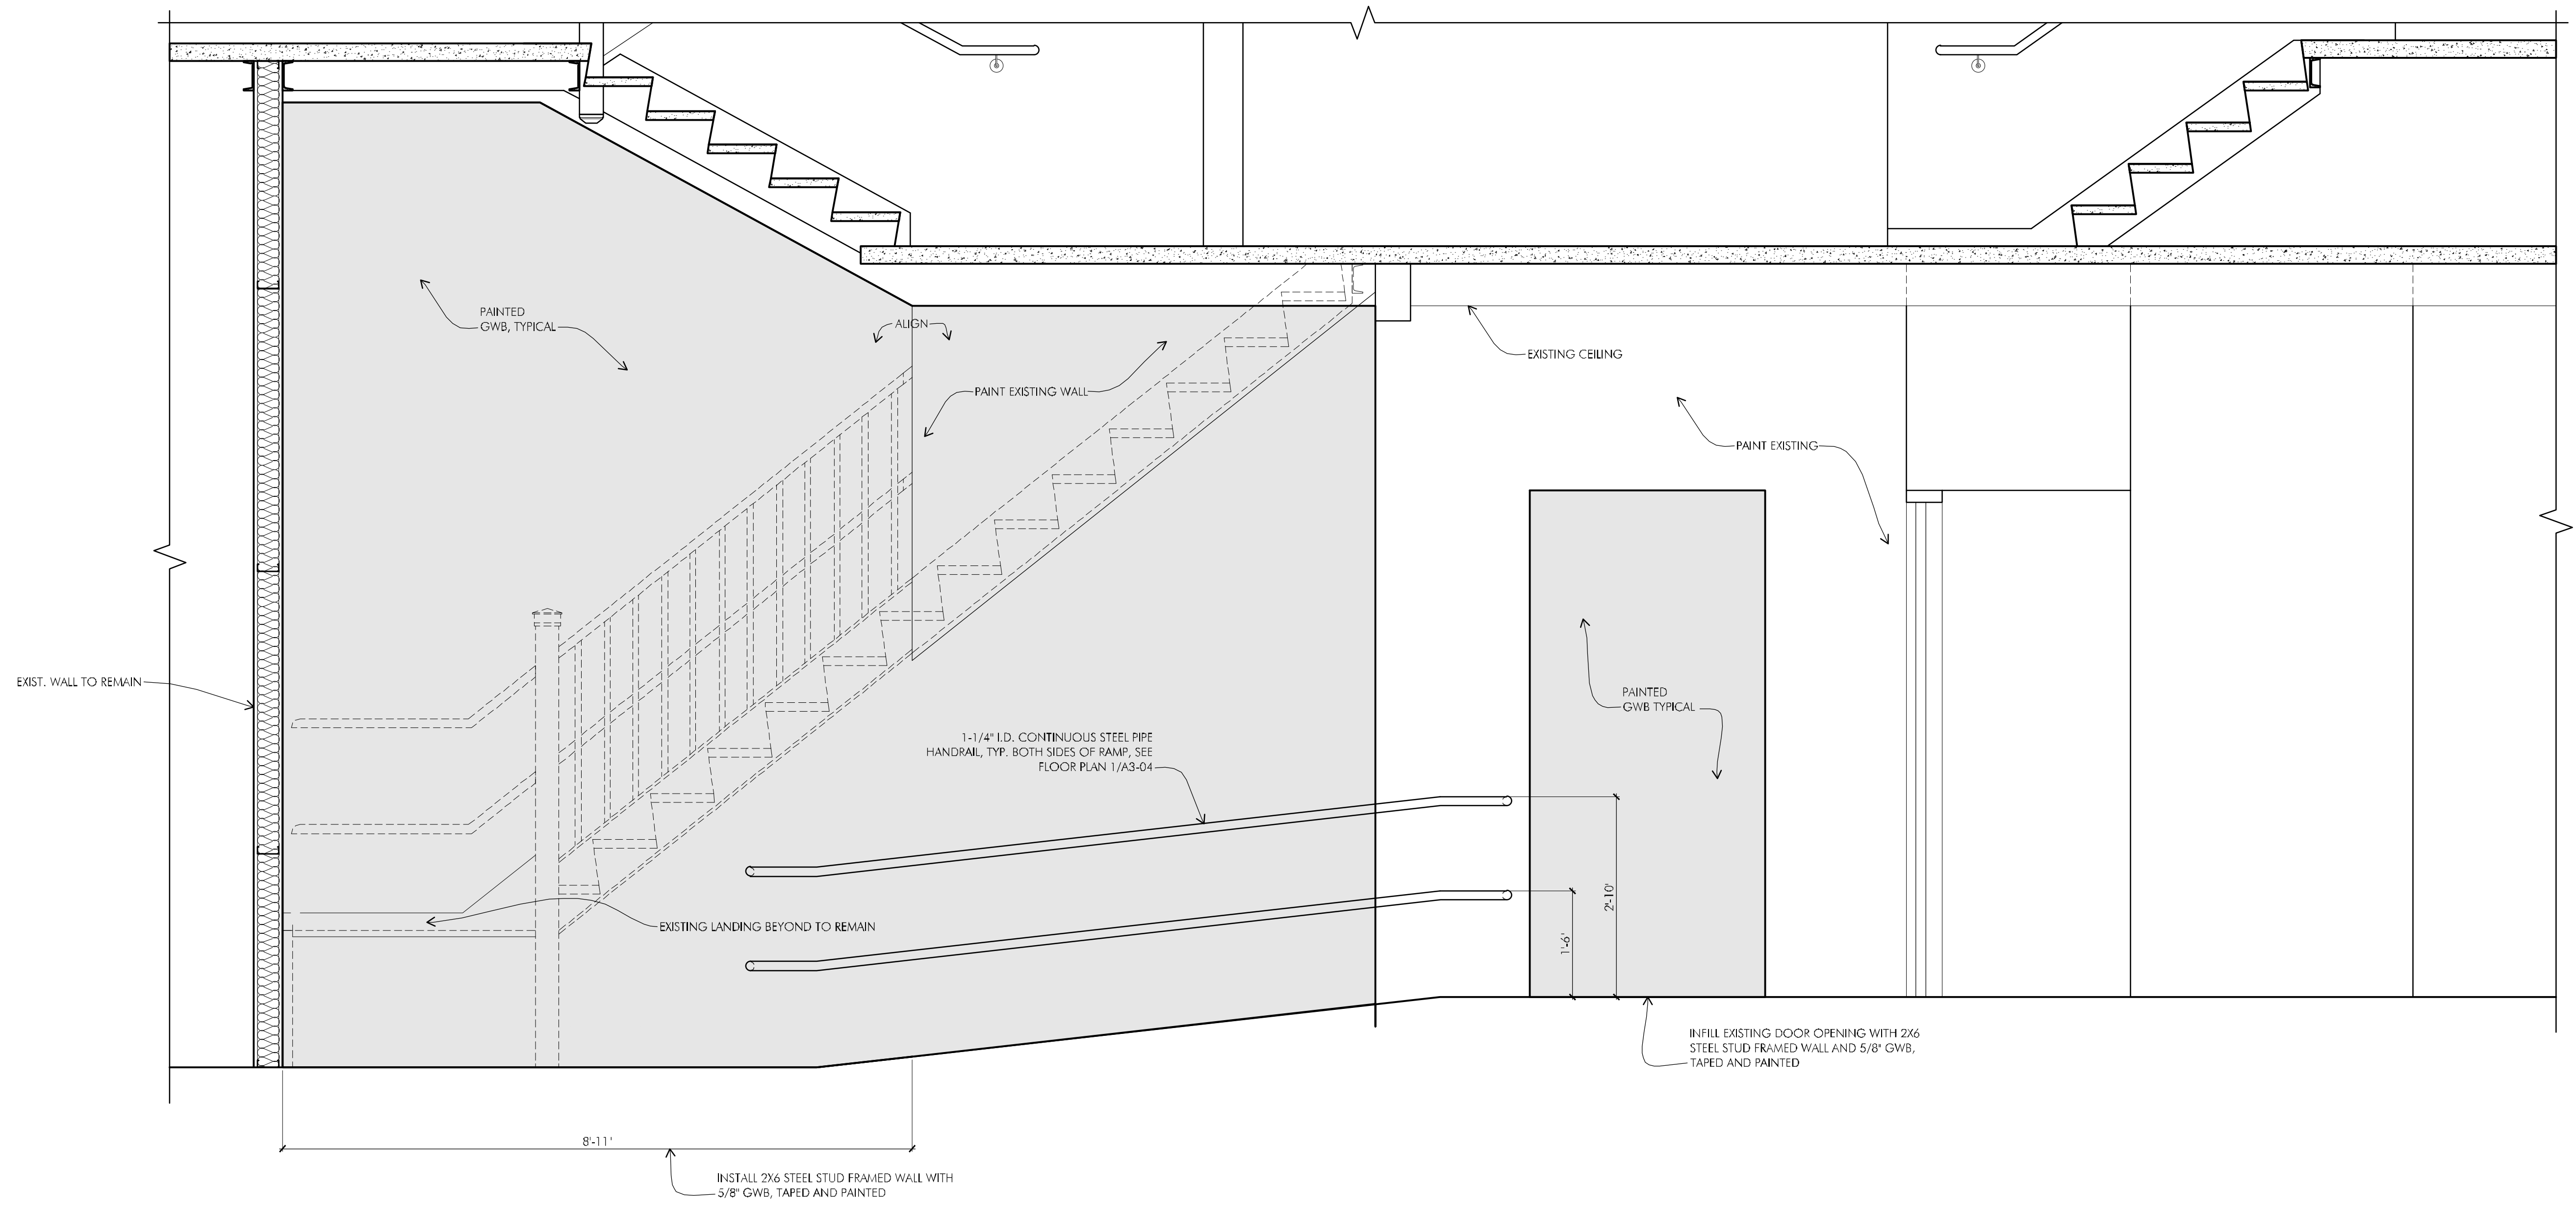 PAINTED
GWB, TYPICAL
ALIGN
PAINT EXISTING WALL
EXISTING CEILING
PAINT EXISTING
EXIST. WALL TO REMAIN
PAINTED
GWB TYPICAL
1-1/4" I.D. CONTINUOUS STEEL PIPE
HANDRAIL, TYP. BOTH SIDES OF RAMP, SEE
FLOOR PLAN 1/A3-04
2'-10"
1'-6"
EXISTING LANDING BEYOND TO REMAIN
INFILL EXISTING DOOR OPENING WITH 2X6
STEEL STUD FRAMED WALL AND 5/8" GWB,
TAPED AND PAINTED
8'-11"
INSTALL 2X6 STEEL STUD FRAMED WALL WITH
5/8" GWB, TAPED AND PAINTED